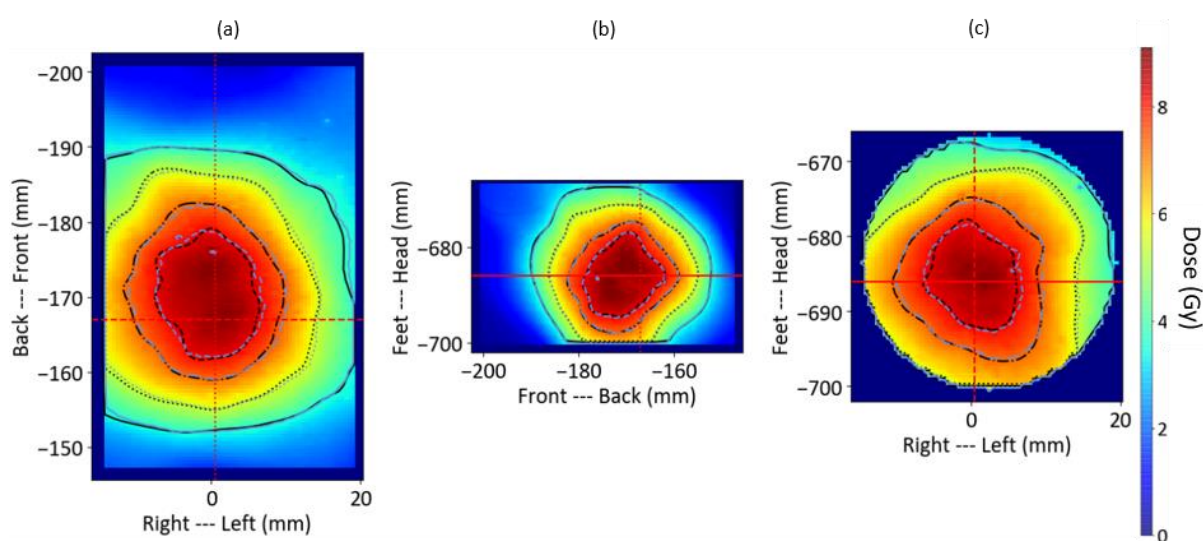 (a)
(b)
(c)
−200
−190
−180
−170
−160
−150
Back --- Front (mm)
0
20
Right --- Left (mm)
−680
−700
Feet --- Head (mm)
−200
−180
−160
Front --- Back (mm)
−670
−680
−690
−700
Feet --- Head (mm)
0
20
Right --- Left (mm)
8
6
4
2
0
Dose (Gy)